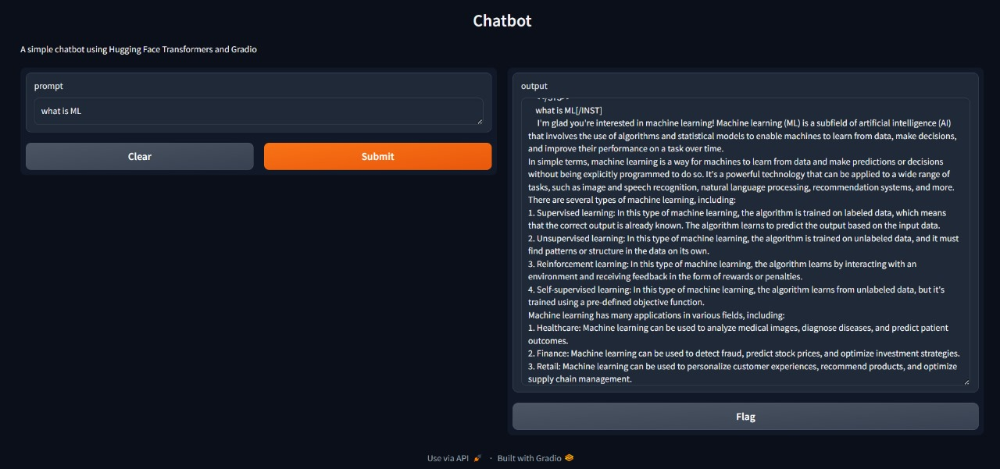 Chatbot
A simple chatbot using Hugging Face Transformers and Gradio
prompt
what is ML
Clear
Submit
output
what is ML[/INST]
I'm glad you're interested in machine learning! Machine learning (ML) is a subfield of artificial intelligence (AI)
that involves the use of algorithms and statistical models to enable machines to learn from data, make decisions,
and improve their performance on a task over time.
In simple terms, machine learning is a way for machines to learn from data and make predictions or decisions
without being explicitly programmed to do so. It's a powerful technology that can be applied to a wide range of
tasks, such as image and speech recognition, natural language processing, recommendation systems, and more.
There are several types of machine learning, including:
1. Supervised learning: In this type of machine learning, the algorithm is trained on labeled data, which means
that the correct output is already known. The algorithm learns to predict the output based on the input data.
2. Unsupervised learning: In this type of machine learning, the algorithm is trained on unlabeled data, and it must
find patterns or structure in the data on its own.
3. Reinforcement learning: In this type of machine learning, the algorithm learns by interacting with an
environment and receiving feedback in the form of rewards or penalties.
4. Self-supervised learning: In this type of machine learning, the algorithm learns from unlabeled data, but it's
trained using a pre-defined objective function.
Machine learning has many applications in various fields, including:
1. Healthcare: Machine learning can be used to analyze medical images, diagnose diseases, and predict patient
outcomes.
2. Finance: Machine learning can be used to detect fraud, predict stock prices, and optimize investment strategies.
3. Retail: Machine learning can be used to personalize customer experiences, recommend products, and optimize
supply chain management.
Flag
Use via API · Built with Gradio